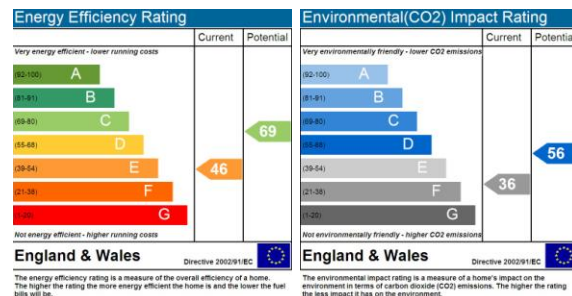 Energy Efficiency Rating
Current Potential
Very energy efficient - lower running costs
(92-100) A
(81-91) B
(69-80) C
(55-68) D
(39-54) E
(21-38) F
(1-20) G
46
69
Not energy efficient - higher running costs
England & Wales
Directive 2002/91/EC
The energy efficiency rating is a measure of the overall efficiency of a home.
The higher the rating the more energy efficient the home is and the lower the fuel
bills will be.
Environmental(CO2) Impact Rating
Current Potential
Very environmentally friendly - lower CO2 emissions
(92-100) A
(81-91) B
(69-80) C
(55-68) D
(39-54) E
(21-38) F
(1-20) G
36
56
Not environmentally friendly - higher CO2 emissions
England & Wales
Directive 2002/91/EC
The environmental impact rating is a measure of a home's impact on the
environment in terms of carbon dioxide (CO2) emissions. The higher the rating
the less impact it has on the environment.